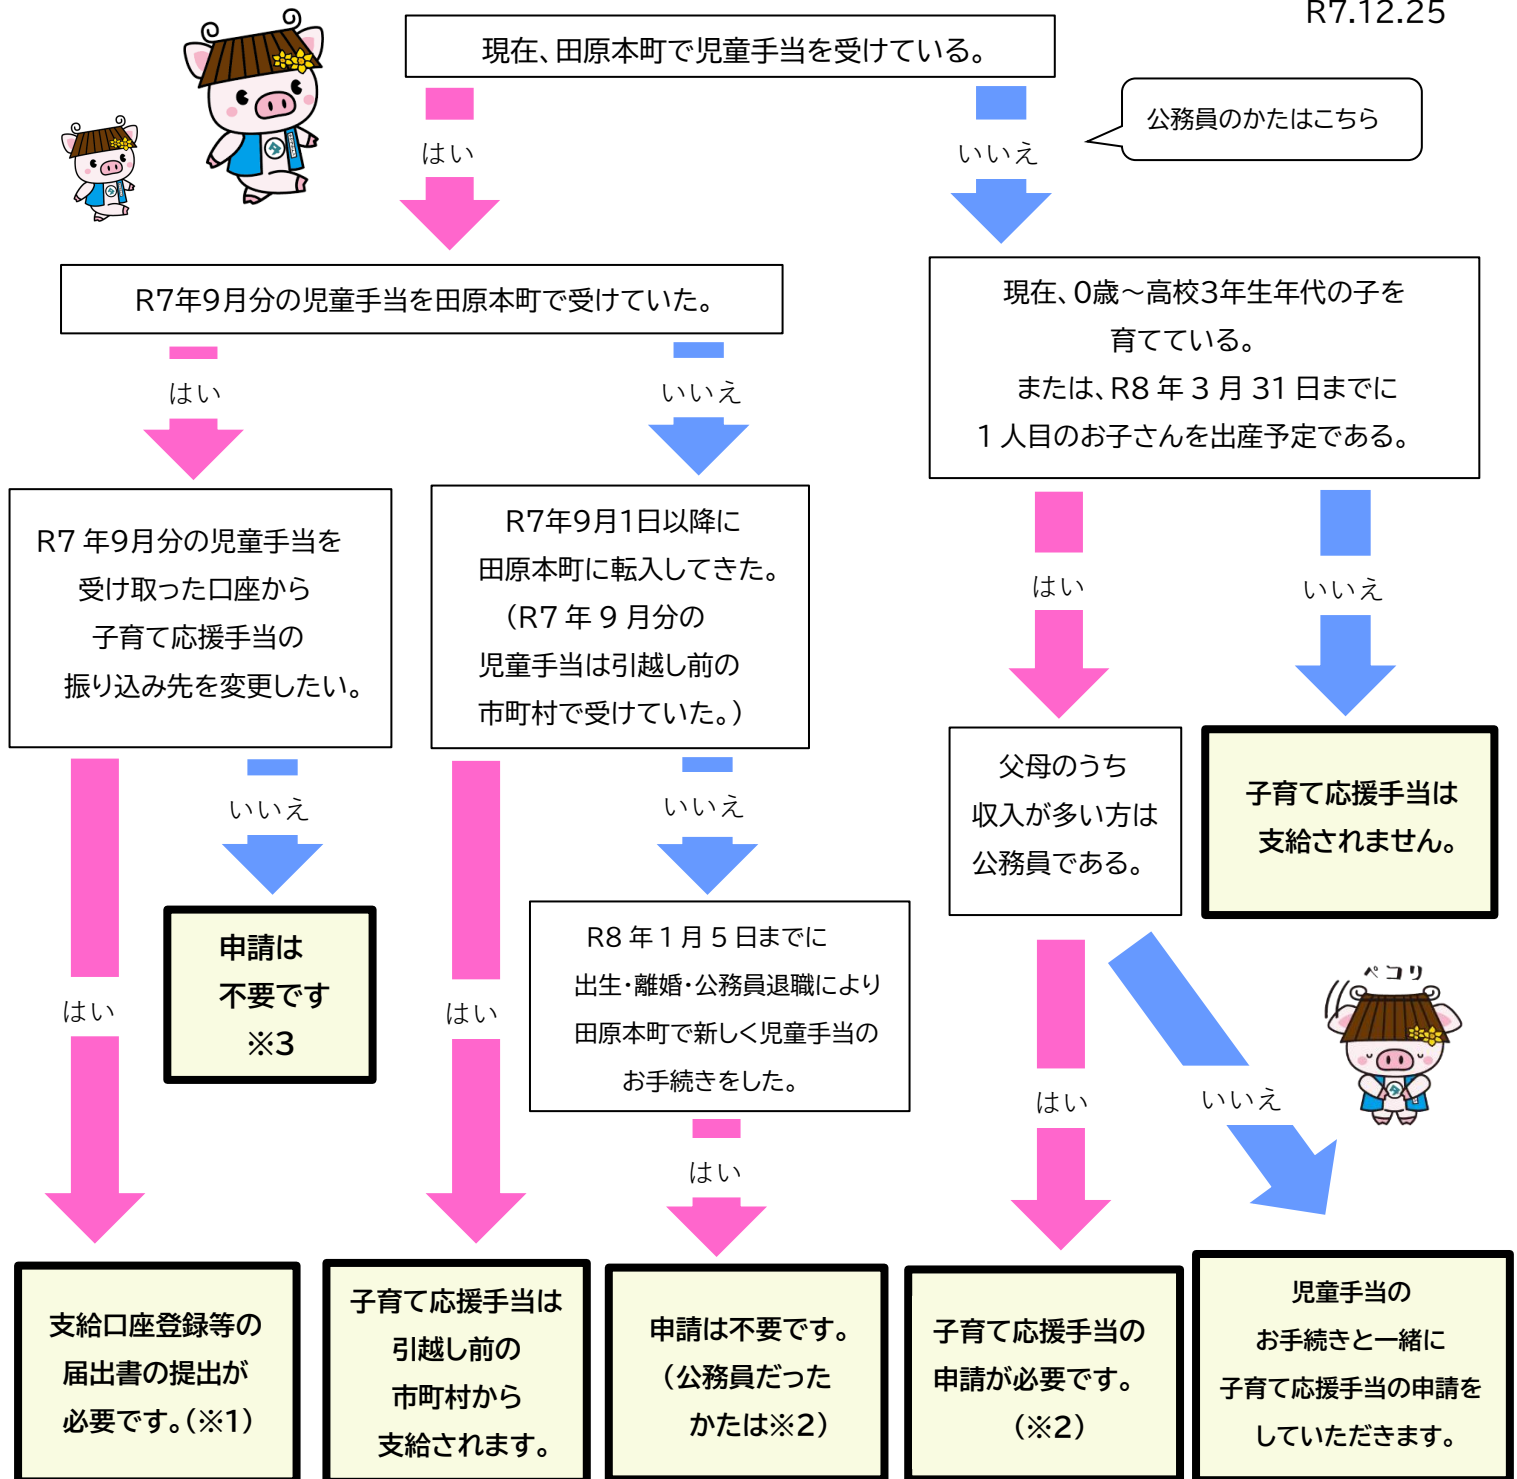 R7.12.25
現在、田原本町で児童手当を受けている。
公務員のかたはこちら
はい
いいえ
R7年9月分の児童手当を田原本町で受けていた。
現在、0歳～高校3年生年代の子を
育てている。
または、R8 年 3 月 31 日までに
1 人目のお子さんを出産予定である。
はい
いいえ
R7 年9月分の児童手当を
受け取った口座から
子育て応援手当の
振り込み先を変更したい。
R7年9月1日以降に
田原本町に転入してきた。
（R7 年 9 月分の
児童手当は引越し前の
市町村で受けていた。）
はい
いいえ
父母のうち
収入が多い方は
公務員である。
子育て応援手当は
支給されません。
いいえ
いいえ
申請は
不要です
※3
R8 年 1 月 5 日までに
出生・離婚・公務員退職により
田原本町で新しく児童手当の
お手続きをした。
ペコリ
はい
はい
はい
いいえ
はい
支給口座登録等の
届出書の提出が
必要です。（※1）
子育て応援手当は
引越し前の
市町村から
支給されます。
申請は不要です。
（公務員だった
かたは※2）
子育て応援手当の
申請が必要です。
（※2）
児童手当の
お手続きと一緒に
子育て応援手当の申請を
していただきます。